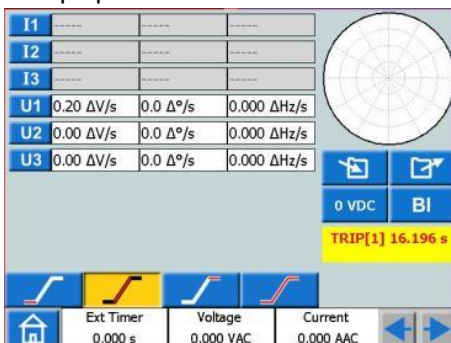 I1 ----- ----- -----
I2 ----- ----- -----
I3 ----- ----- -----
U1 0.20 ΔV/s 0.0 Δ°/s 0.000 ΔHz/s
U2 0.00 ΔV/s 0.0 Δ°/s 0.000 ΔHz/s
U3 0.00 ΔV/s 0.0 Δ°/s 0.000 ΔHz/s
0 VDC BI
TRIP[1] 16.196 s
Ext Timer Voltage Current
0.000 s 0.000 VAC 0.000 AAC